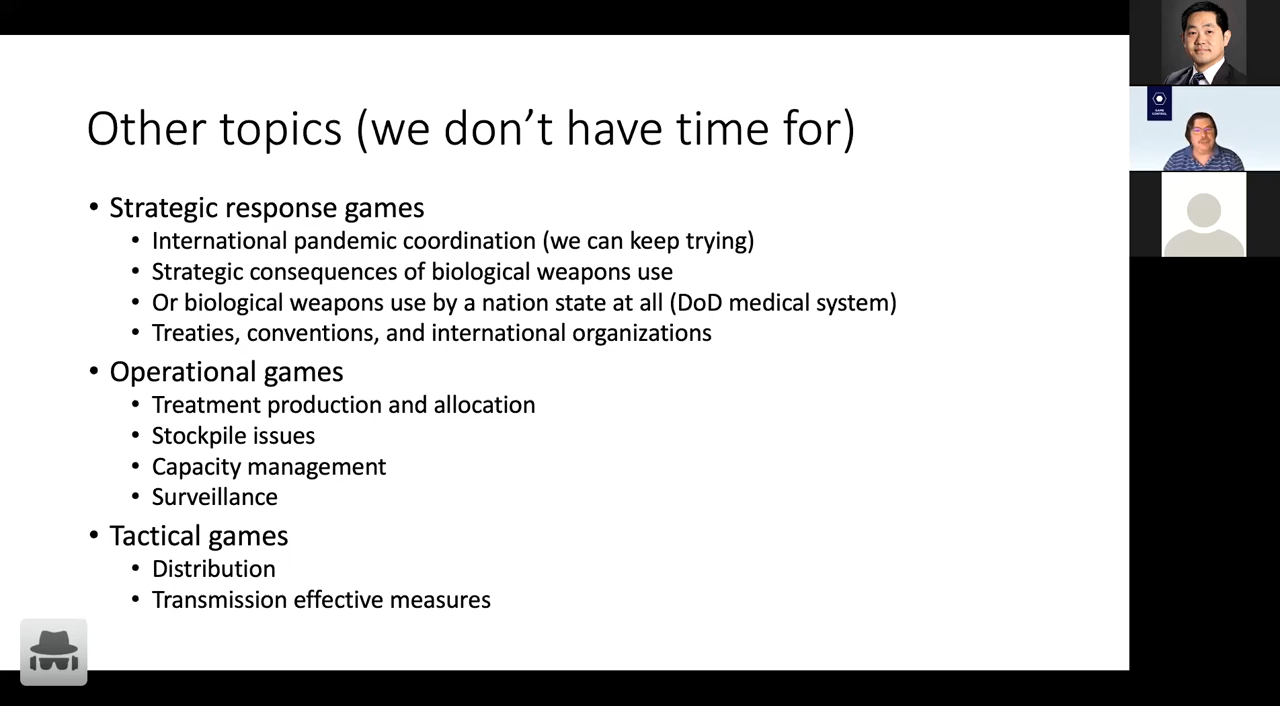 Other topics (we don’t have time for)
• Strategic response games
• International pandemic coordination (we can keep trying)
• Strategic consequences of biological weapons use
• Or biological weapons use by a nation state at all (DoD medical system)
• Treaties, conventions, and international organizations
• Operational games
• Treatment production and allocation
• Stockpile issues
• Capacity management
• Surveillance
• Tactical games
• Distribution
• Transmission effective measures
GAME
CONTROL